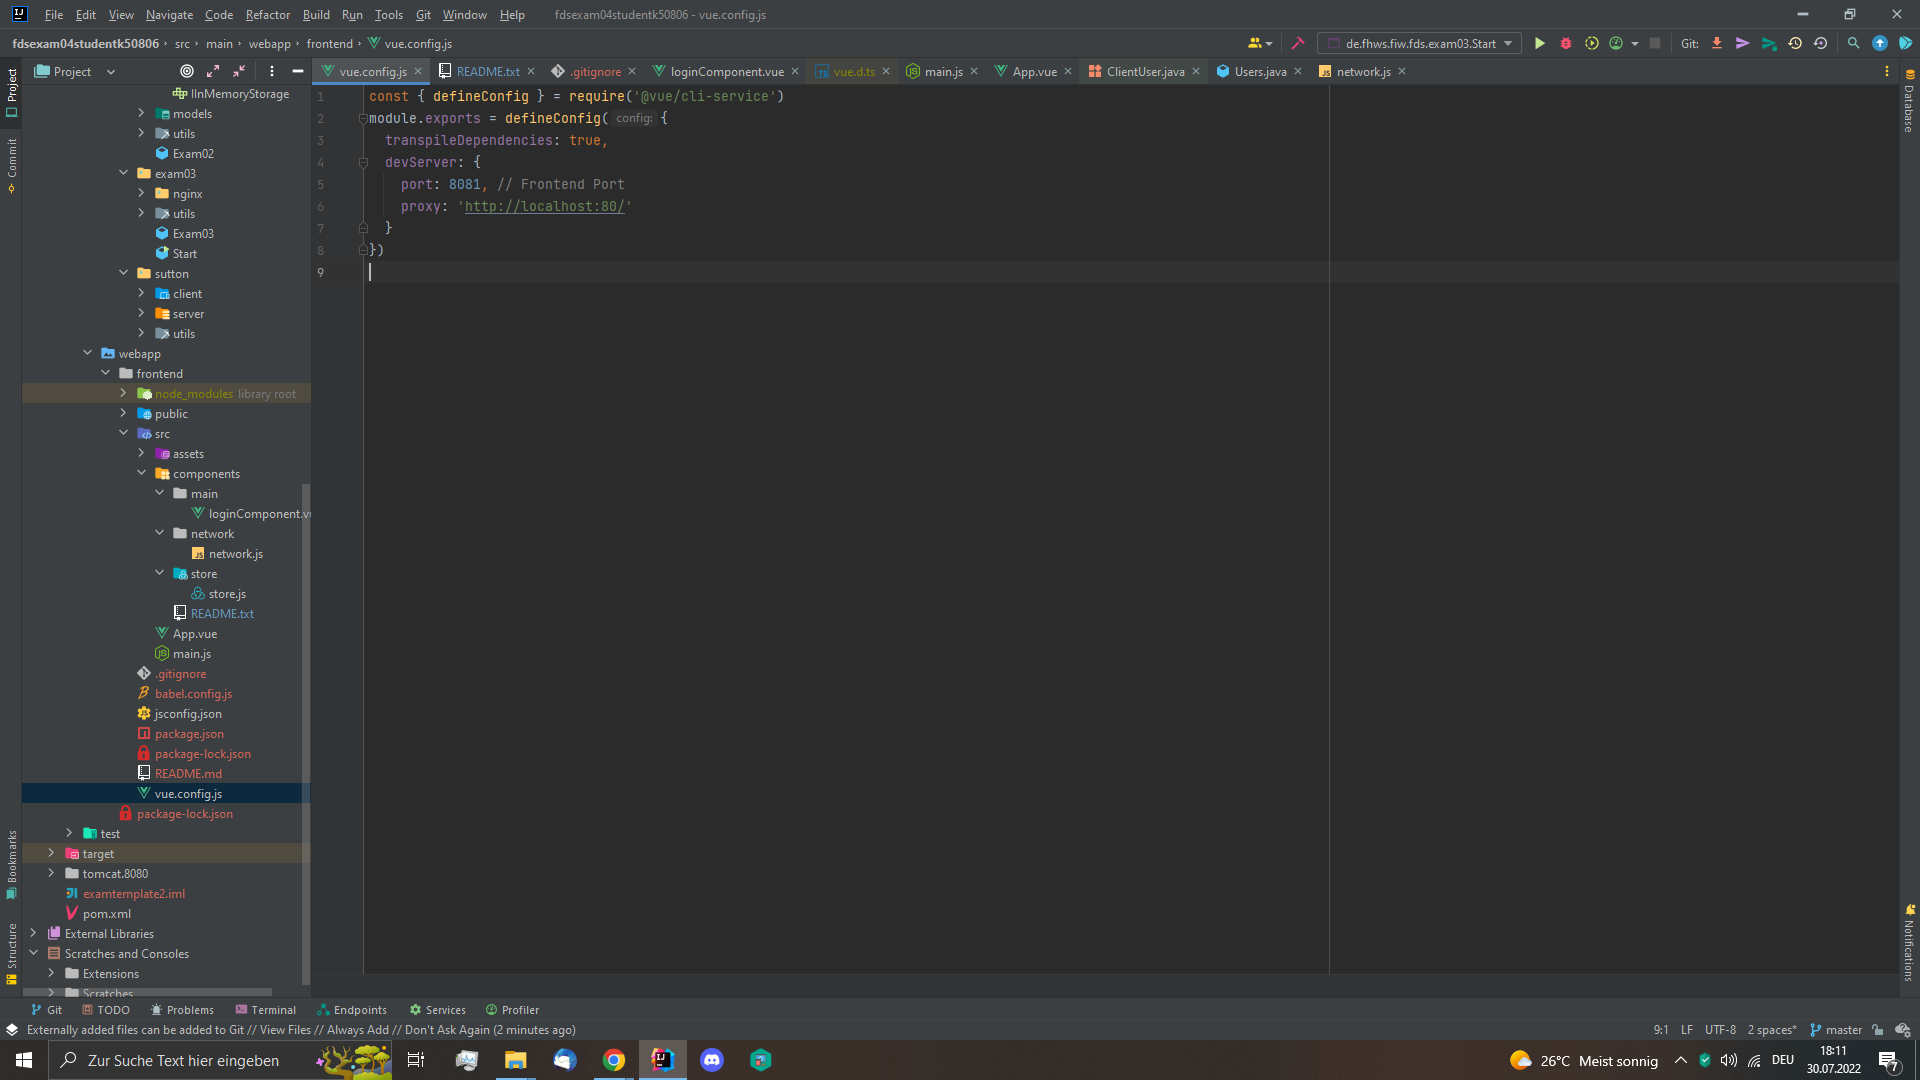 File Edit View Navigate Code Refactor Build Run Tools Git Window Help fdsexam04studentk50806 - vue.config.js
fdsexam04studentk50806 › src › main › webapp › frontend › vue.config.js
de.fhws.fiw.fds.exam03.Start
Git:
Project
vue.config.js README.txt .gitignore loginComponent.vue vue.d.ts main.js App.vue ClientUser.java Users.java network.js
Project
Commit
Bookmarks
Structure
IInMemoryStorage
models
utils
Exam02
exam03
nginx
utils
Exam03
Start
sutton
client
server
utils
webapp
frontend
node_modules library root
public
src
assets
components
main
loginComponent.vu
network
network.js
store
store.js
README.txt
App.vue
main.js
.gitignore
babel.config.js
jsconfig.json
package.json
package-lock.json
README.md
vue.config.js
package-lock.json
test
target
tomcat.8080
examtemplate2.iml
pom.xml
External Libraries
Scratches and Consoles
Extensions
Scratches
1 const { defineConfig } = require('@vue/cli-service')
2 module.exports = defineConfig( config: {
3 transpileDependencies: true,
4 devServer: {
5 port: 8081, // Frontend Port
6 proxy: 'http://localhost:80/'
7 }
8 })
9
Database
Notifications
Git TODO Problems Terminal Endpoints Services Profiler
Externally added files can be added to Git // View Files // Always Add // Don't Ask Again (2 minutes ago)
9:1 LF UTF-8 2 spaces* master
Zur Suche Text hier eingeben
26°C Meist sonnig
DEU
18:11
30.07.2022
7